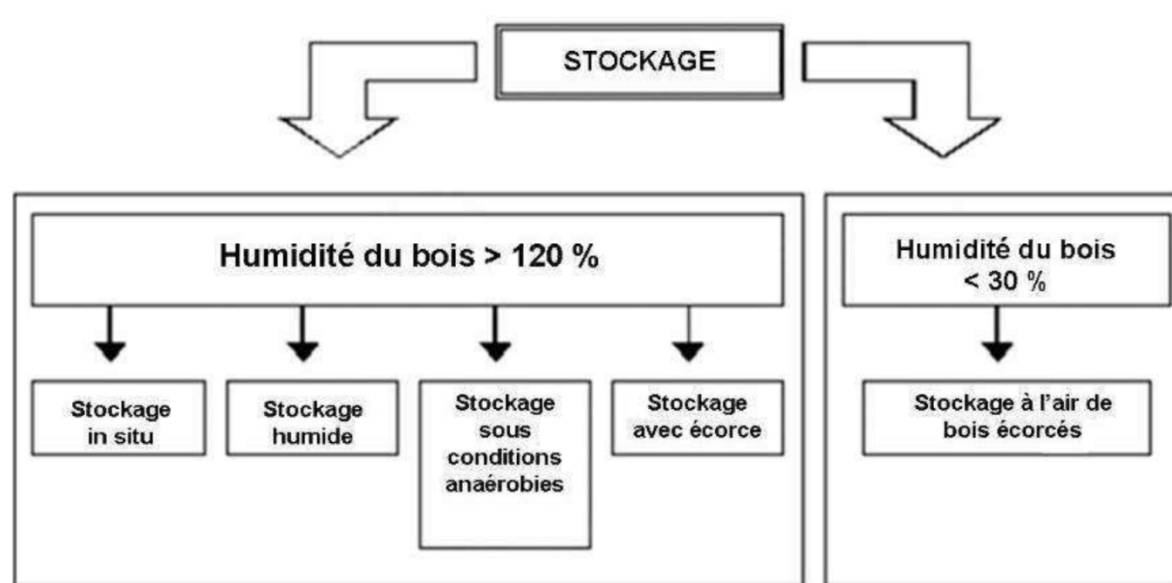 STOCKAGE
Humidité du bois > 120 %
Humidité du bois
< 30 %
Stockage
in situ
Stockage
humide
Stockage
sous
conditions
anaérobies
Stockage
avec écorce
Stockage à l'air de
bois écorcés